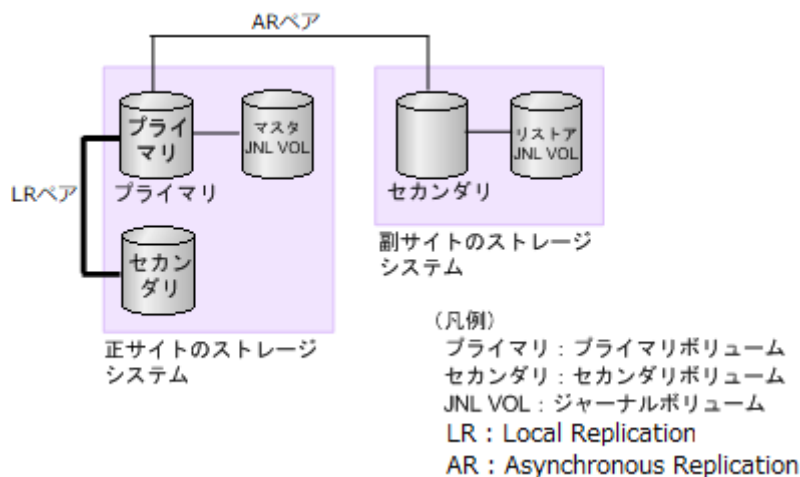 ARペア
プライ
マリ
マスタ
JNL VOL
プライマリ
LRペア
セカン
ダリ
正サイトのストレージ
システム
リストア
JNL VOL
セカンダリ
副サイトのストレージ
システム
（凡例）
プライマリ：プライマリボリューム
セカンダリ：セカンダリボリューム
JNL VOL：ジャーナルボリューム
LR : Local Replication
AR : Asynchronous Replication